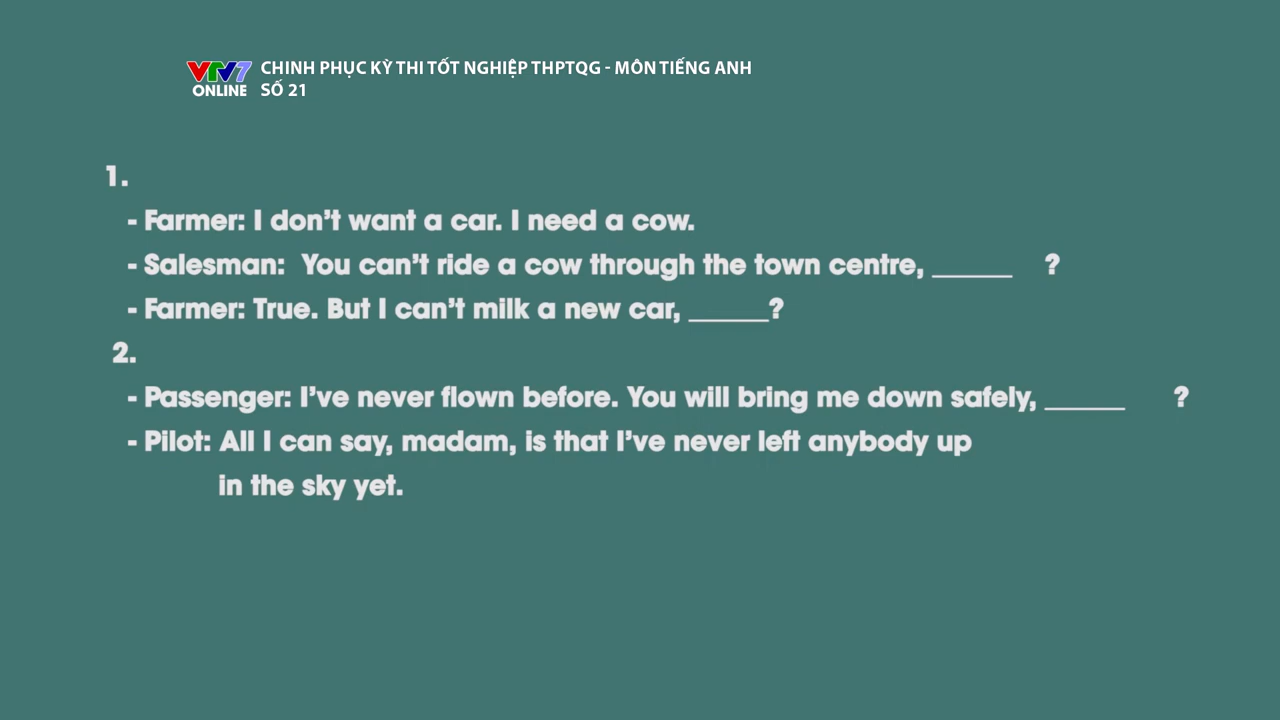 VTV7
ONLINE
CHINH PHỤC KỲ THI TỐT NGHIỆP THPTQG - MÔN TIẾNG ANH
SỐ 21
1.
- Farmer: I don't want a car. I need a cow.
- Salesman: You can't ride a cow through the town centre, ______ ?
- Farmer: True. But I can't milk a new car, ______?
2.
- Passenger: I've never flown before. You will bring me down safely, ______ ?
- Pilot: All I can say, madam, is that I've never left anybody up
in the sky yet.